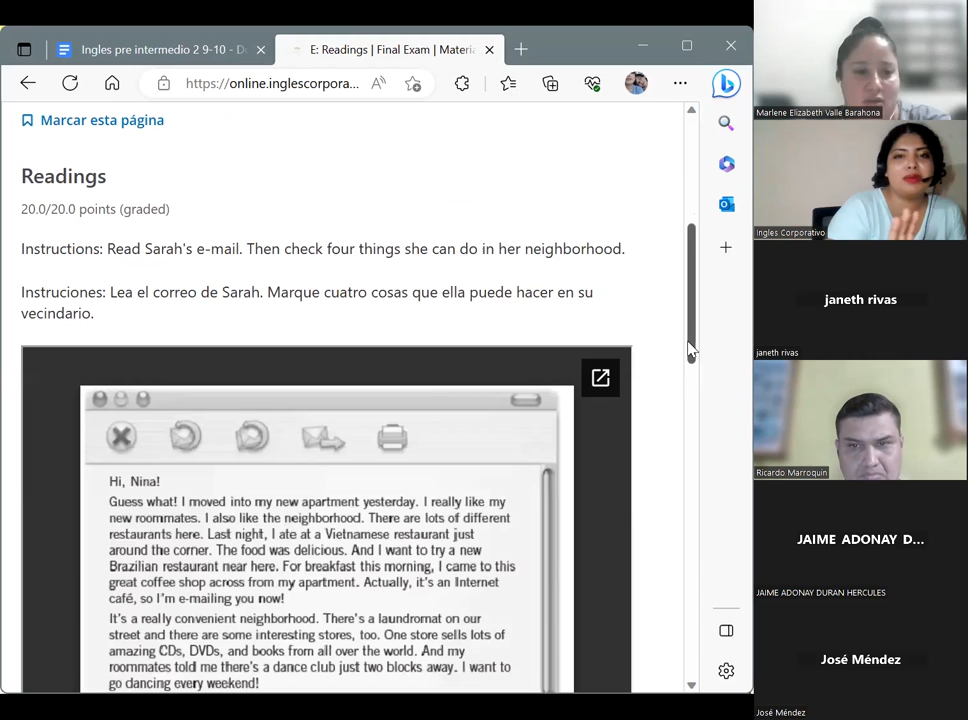 Ingles pre intermedio 2 9-10 - D
E: Readings | Final Exam | Materia
https://online.inglescorpora...
Marcar esta página
Readings
20.0/20.0 points (graded)
Instructions: Read Sarah's e-mail. Then check four things she can do in her neighborhood.
Instruciones: Lea el correo de Sarah. Marque cuatro cosas que ella puede hacer en su
vecindario.
Hi, Nina!
Guess what! I moved into my new apartment yesterday. I really like my
new roommates. I also like the neighborhood. There are lots of different
restaurants here. Last night, I ate at a Vietnamese restaurant just
around the corner. The food was delicious. And I want to try a new
Brazilian restaurant near here. For breakfast this morning, I came to this
great coffee shop across from my apartment. Actually, it's an Internet
café, so I'm e-mailing you now!
It's a really convenient neighborhood. There's a laundromat on our
street and there are some interesting stores, too. One store sells lots of
amazing CDs, DVDs, and books from all over the world. And my
roommates told me there's a dance club just two blocks away. I want to
go dancing every weekend!
Marlene Elizabeth Valle Barahona
Ingles Corporativo
janeth rivas
janeth rivas
Ricardo Marroquin
JAIME ADONAY D...
JAIME ADONAY DURAN HERCULES
José Méndez
José Méndez